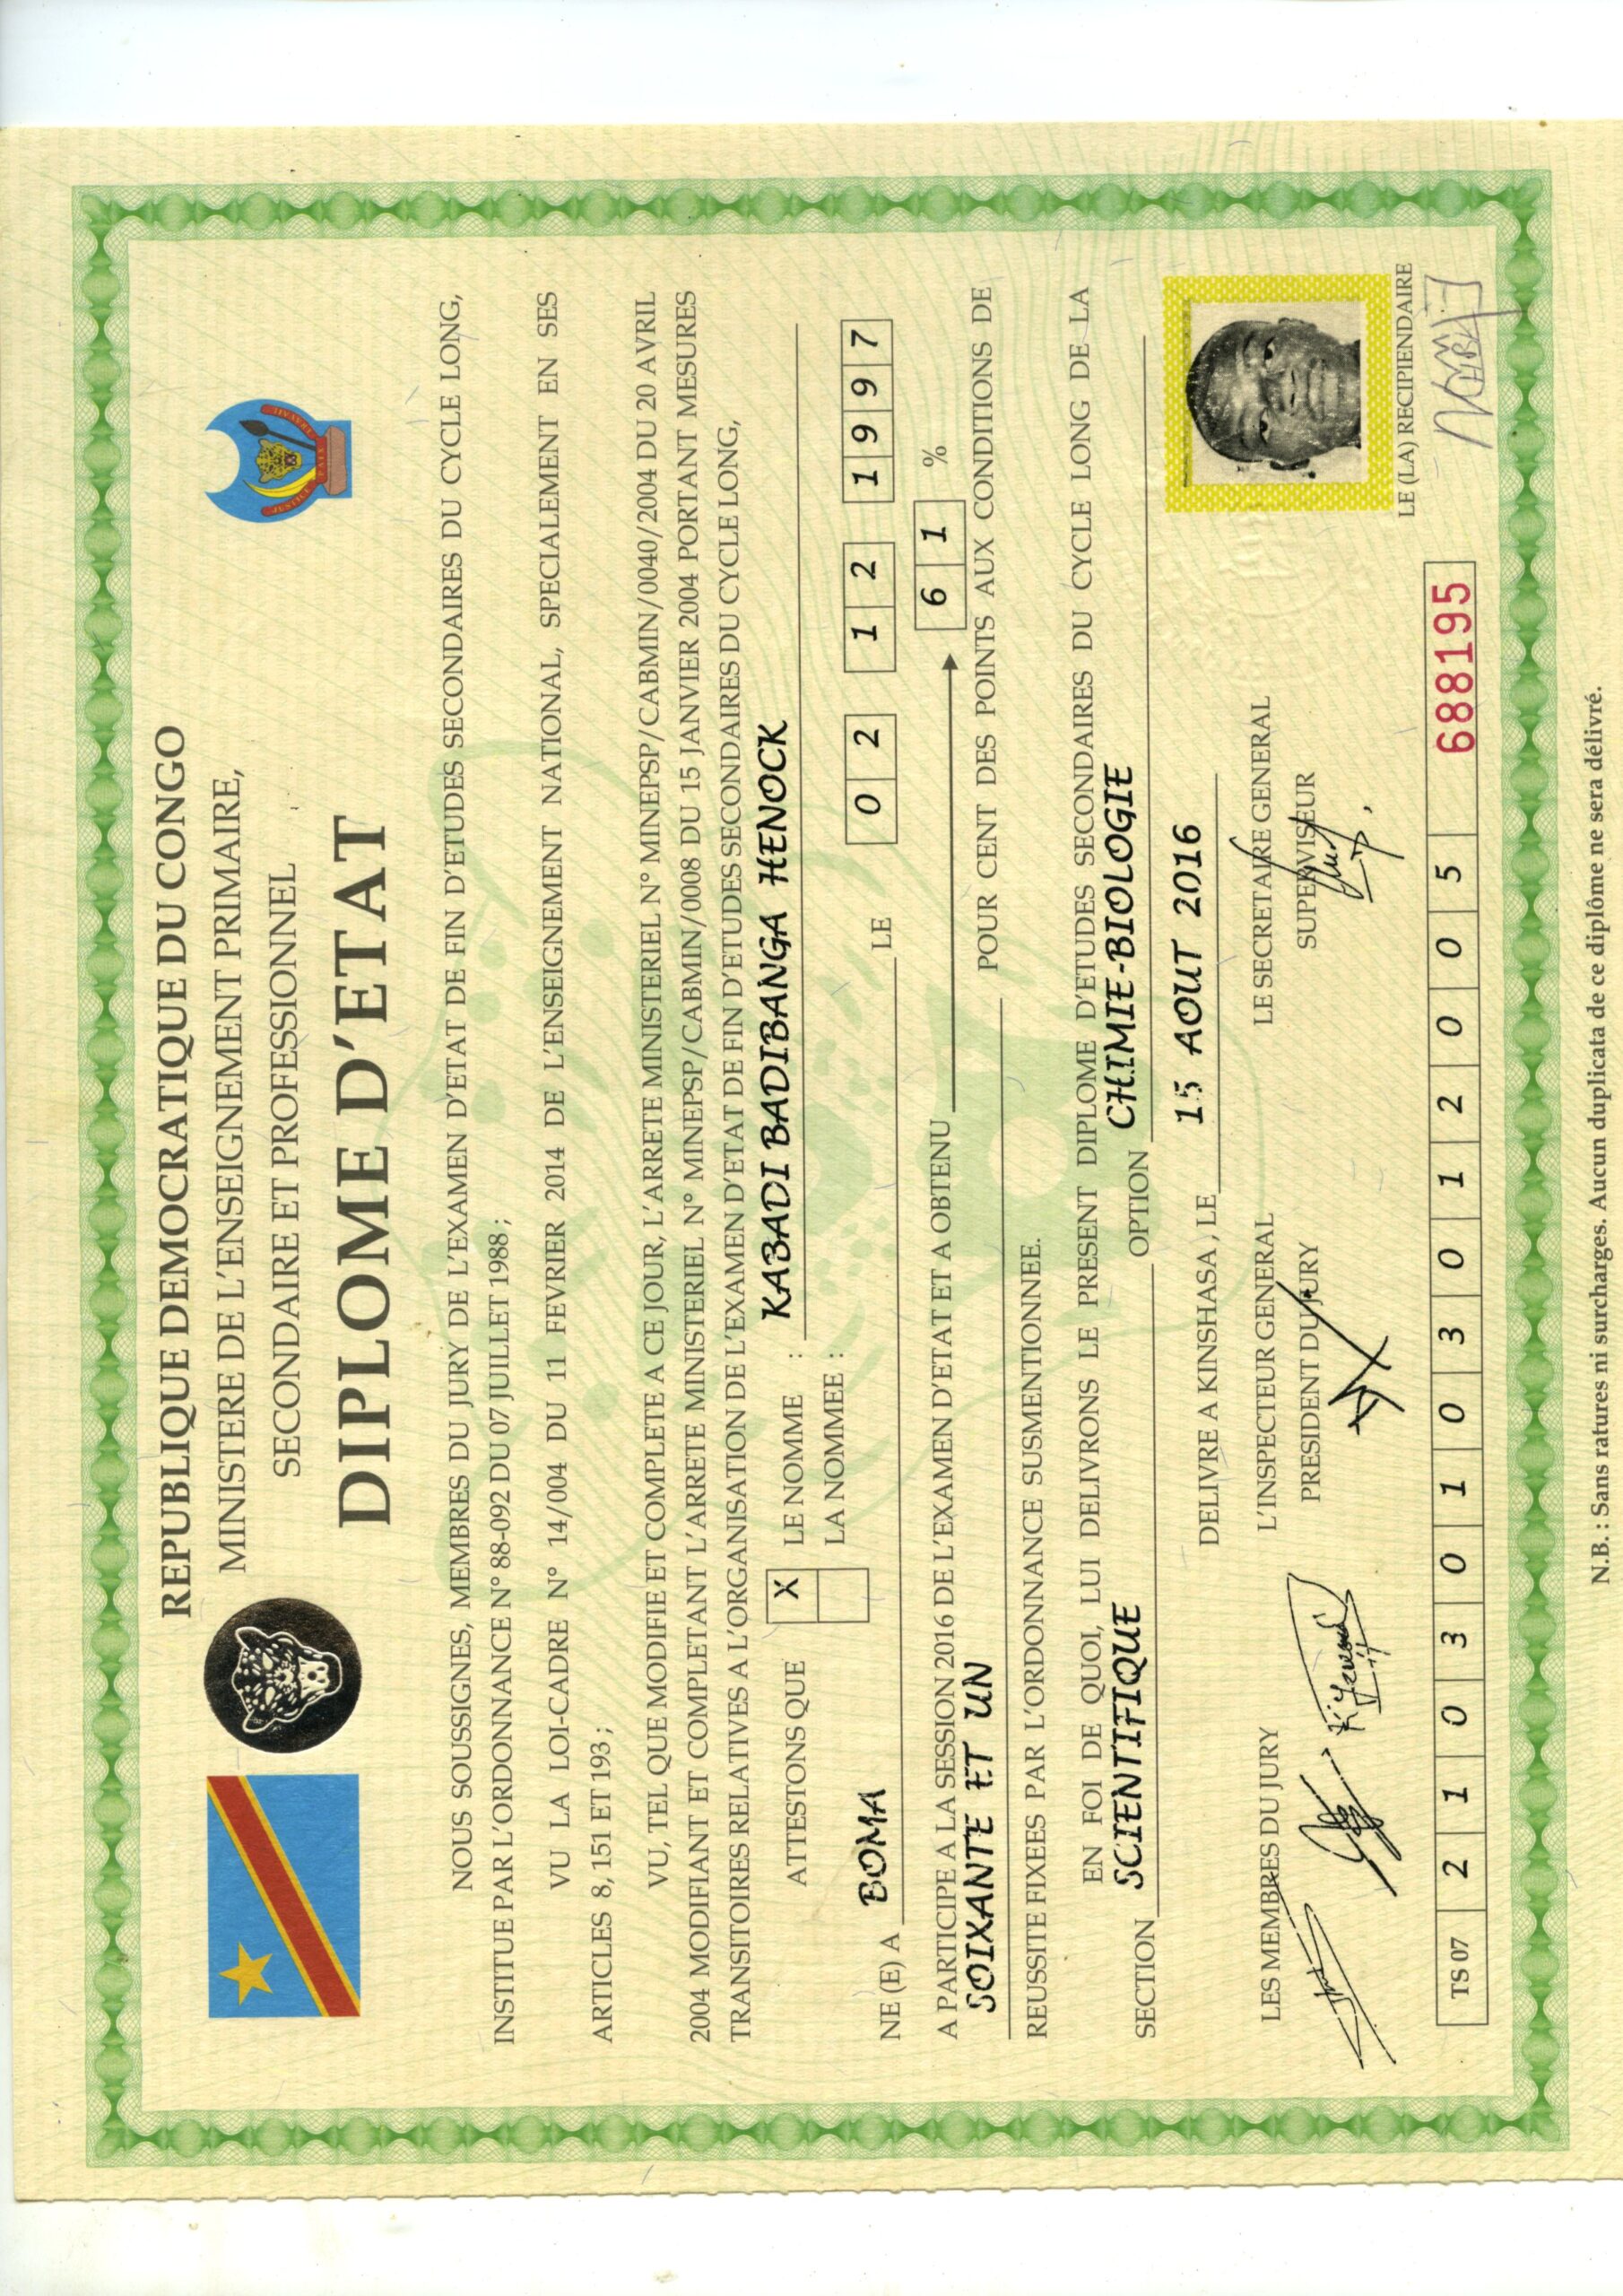 REPUBLIQUE DEMOCRATIQUE DU CONGO
MINISTERE DE L'ENSEIGNEMENT PRIMAIRE,
SECONDAIRE ET PROFESSIONNEL
DIPLOME D'ETAT
NOUS SOUSSIGNES, MEMBRES DU JURY DE L'EXAMEN D'ETAT DE FIN D'ETUDES SECONDAIRES DU CYCLE LONG,
INSTITUE PAR L'ORDONNANCE N° 88-092 DU 07 JUILLET 1988 ;
VU LA LOI-CADRE N° 14/004 DU 11 FEVRIER 2014 DE L'ENSEIGNEMENT NATIONAL, SPECIALEMENT EN SES
ARTICLES 8, 151 ET 193 ;
VU, TEL QUE MODIFIE ET COMPLETE A CE JOUR, L'ARRETE MINISTERIEL N° MINEPSP/CABMIN/0040/2004 DU 20 AVRIL
2004 MODIFIANT ET COMPLETANT L'ARRETE MINISTERIEL N° MINEPSP/CABMIN/0008 DU 15 JANVIER 2004 PORTANT MESURES
TRANSITOIRES RELATIVES A L'ORGANISATION DE L'EXAMEN D'ETAT DE FIN D'ETUDES SECONDAIRES DU CYCLE LONG,
ATTESTONS QUE X LE NOMME : KABADI BADIBANGA HENOCK
LA NOMMEE :
NE (E) A BOMA LE 02 12 1997
A PARTICIPE A LA SESSION 2016 DE L'EXAMEN D'ETAT ET A OBTENU 61 %
SOIXANTE ET UN POUR CENT DES POINTS AUX CONDITIONS DE
REUSSITE FIXEES PAR L'ORDONNANCE SUSMENTIONNEE.
EN FOI DE QUOI, LUI DELIVRONS LE PRESENT DIPLOME D'ETUDES SECONDAIRES DU CYCLE LONG DE LA
SECTION SCIENTIFIQUE OPTION CHIMIE-BIOLOGIE
DELIVRE A KINSHASA, LE 15 AOUT 2016
LES MEMBRES DU JURY L'INSPECTEUR GENERAL LE SECRETAIRE GENERAL
PRESIDENT DU JURY SUPERVISEUR
LE (LA) RECIPIENDAIRE
TS 07 2 1 0 3 0 1 0 3 0 1 2 0 0 5 688195
N.B. : Sans ratures ni surcharges. Aucun duplicata de ce diplôme ne sera délivré.